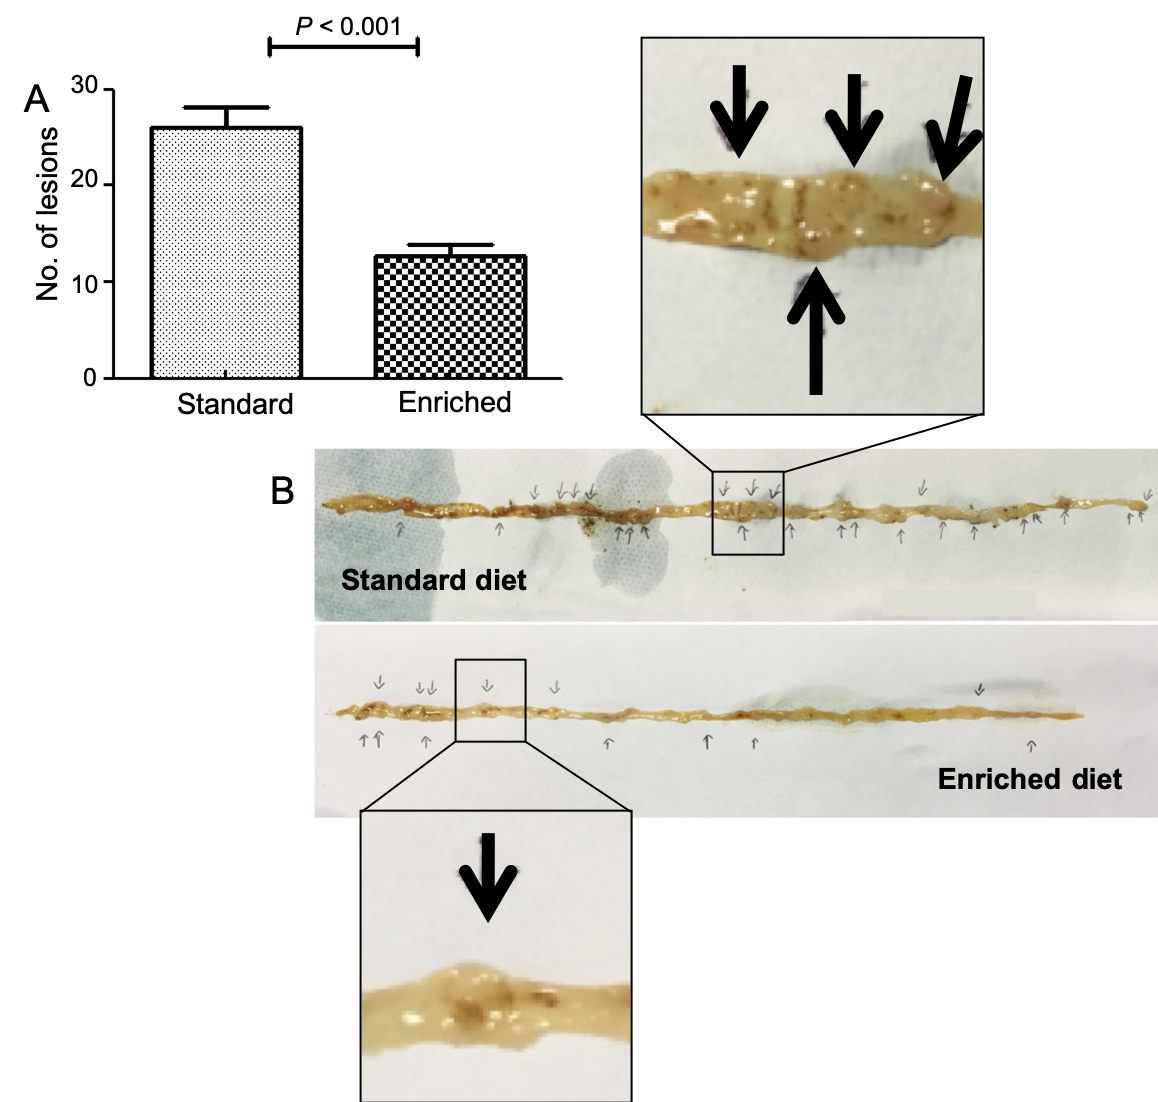 P < 0.001
A
30
20
10
0
No. of lesions
Standard
Enriched
B
Standard diet
Enriched diet